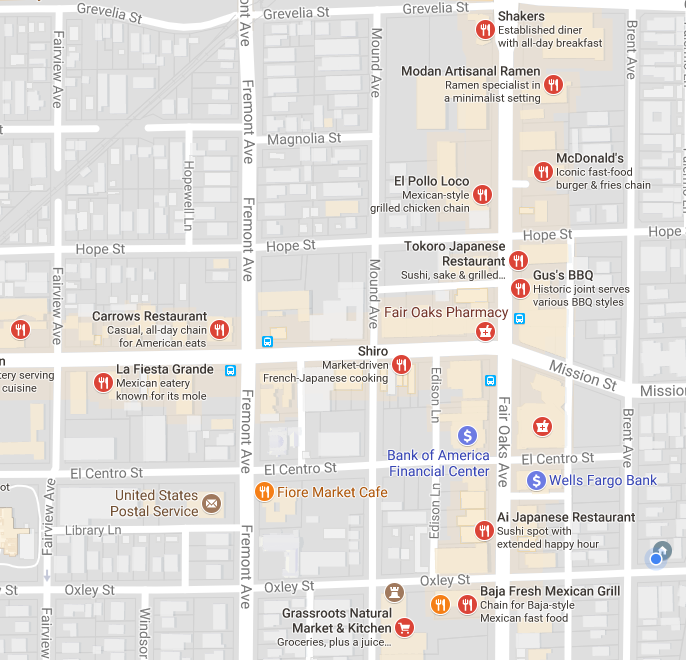 Grevelia St
Grevelia St
Grevelia St
Fremont Ave
Shakers
Established diner
with all-day breakfast
Fairview Ave
Mound Ave
Brent Ave
Modan Artisanal Ramen
Ramen specialist in
a minimalist setting
Fremont Ave
Magnolia St
Hopewell Ln
McDonald's
Iconic fast-food
burger & fries chain
El Pollo Loco
Mexican-style
grilled chicken chain
Fremont Ave
Hope St
Hope St
Hope St
Hope
Tokoro Japanese
Restaurant
Sushi, sake & grilled...
Fairview Ave
Mound Ave
Gus's BBQ
Historic joint serves
various BBQ styles
Carrows Restaurant
Casual, all-day chain
for American eats
Fair Oaks Pharmacy
Shiro
Market-driven
French-Japanese cooking
n
tery serving
cuisine
La Fiesta Grande
Mexican eatery
known for its mole
Mission St
Mission
Edison Ln
Fremont Ave
Fair Oaks Ave
Brent Ave
Bank of America
Financial Center
El Centro St
El Centro St
El Centro St
Wells Fargo Bank
Fiore Market Cafe
United States
Postal Service
ot
Fairview Ave
Edison Ln
Ai Japanese Restaurant
Sushi spot with
extended happy hour
Library Ln
Fremont Ave
y St
Oxley St
Oxley St
Oxley St
Baja Fresh Mexican Grill
Chain for Baja-style
Mexican fast food
Grassroots Natural
Market & Kitchen
Groceries, plus a juice...
Fairview
Windsor